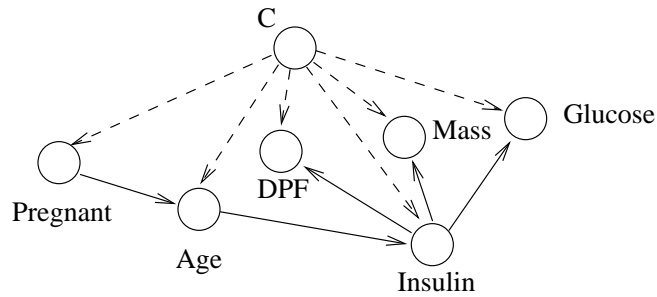 C
Glucose
Mass
DPF
Pregnant
Age
Insulin